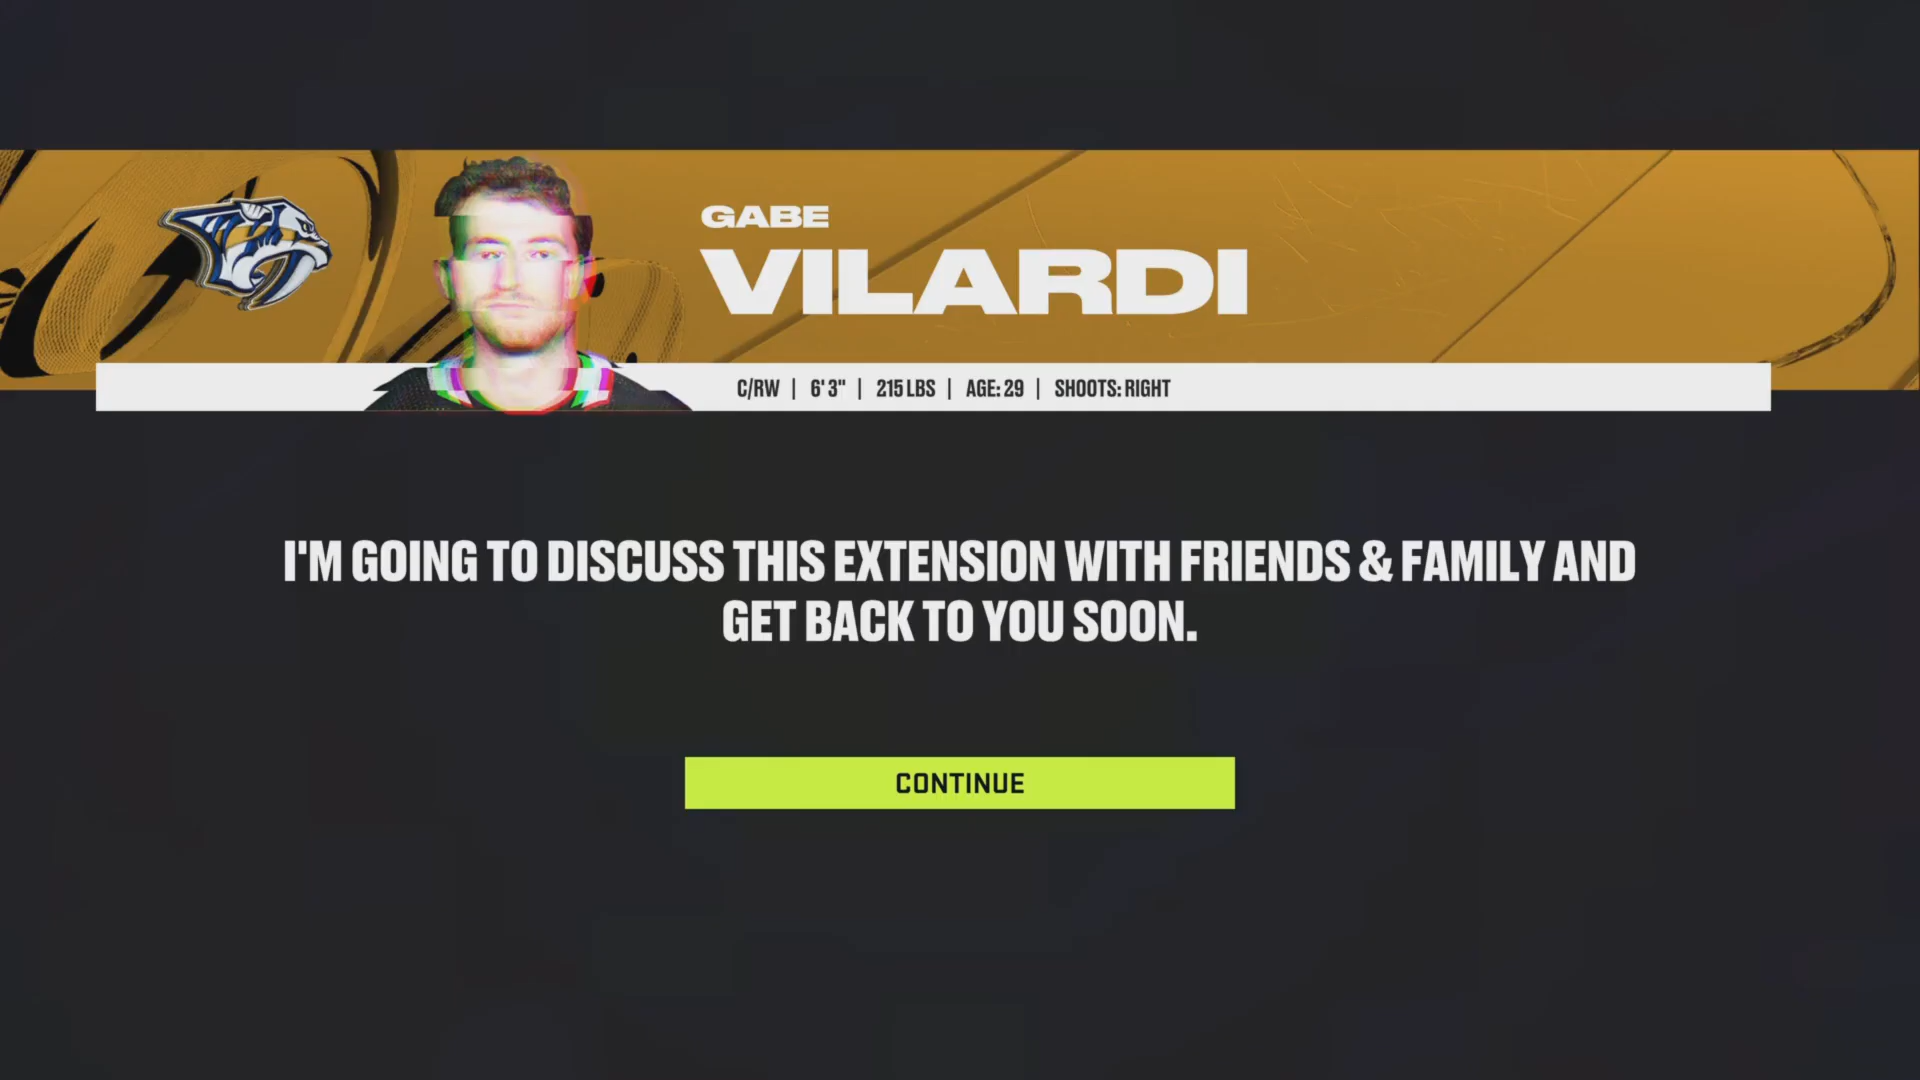 GABE
VILARDI
C/RW | 6' 3" | 215 LBS | AGE: 29 | SHOOTS: RIGHT
I'M GOING TO DISCUSS THIS EXTENSION WITH FRIENDS & FAMILY AND
GET BACK TO YOU SOON.
CONTINUE